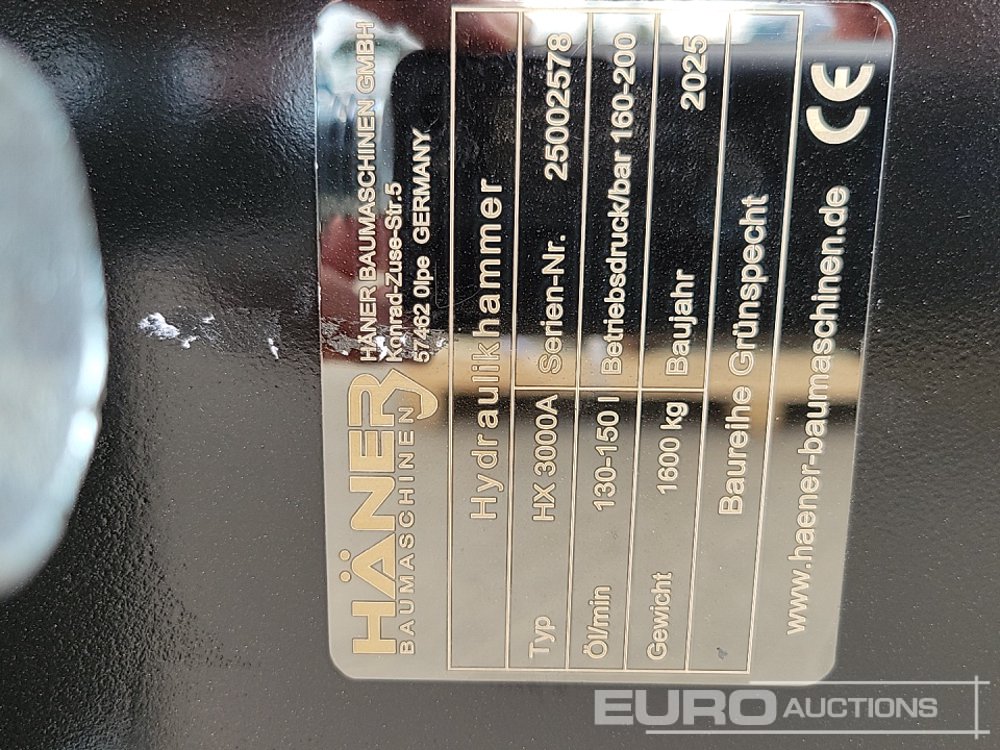 HÄNER
BAUMASCHINEN
HÄNER BAUMASCHINEN GMBH
Konrad-Zuse-Str.5
57462 Olpe GERMANY
Hydraulikhammer
Typ HX 3000A Serien-Nr. 25002578
Öl/min 130-150 l Betriebsdruck/bar 160-200
Gewicht 1600 kg Baujahr 2025
Baureihe Grünspecht
www.haener-baumaschinen.de CE
EURO AUCTIONS